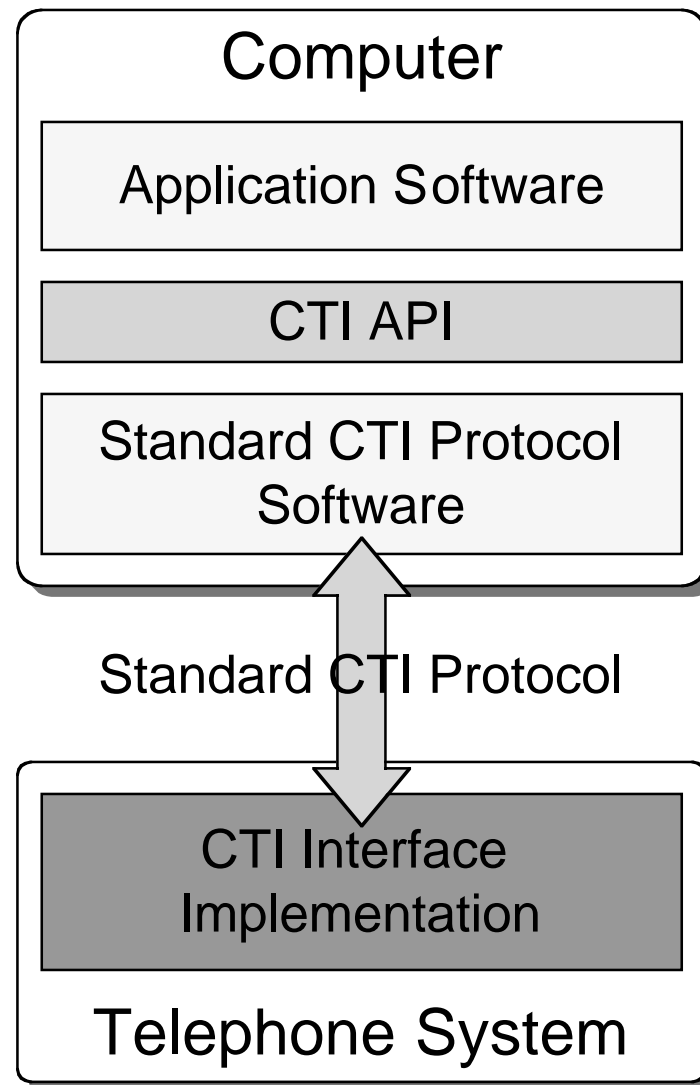 Computer
Application Software
CTI API
Standard CTI Protocol
Software
Standard CTI Protocol
CTI Interface
Implementation
Telephone System